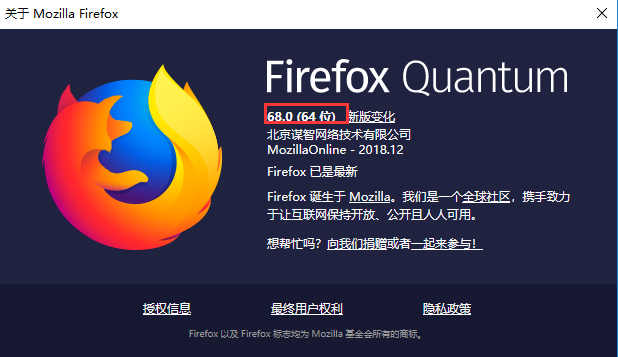 关于 Mozilla Firefox
Firefox Quantum
68.0 (64 位) 新版变化
北京谋智网络技术有限公司
MozillaOnline - 2018.12
Firefox 已是最新
Firefox 诞生于 Mozilla。我们是一个全球社区，携手致力
于让互联网保持开放、公开且人人可用。
想帮忙吗？向我们捐赠或者一起来参与！
授权信息 最终用户权利 隐私政策
Firefox 以及 Firefox 标志均为 Mozilla 基金会所有的商标。